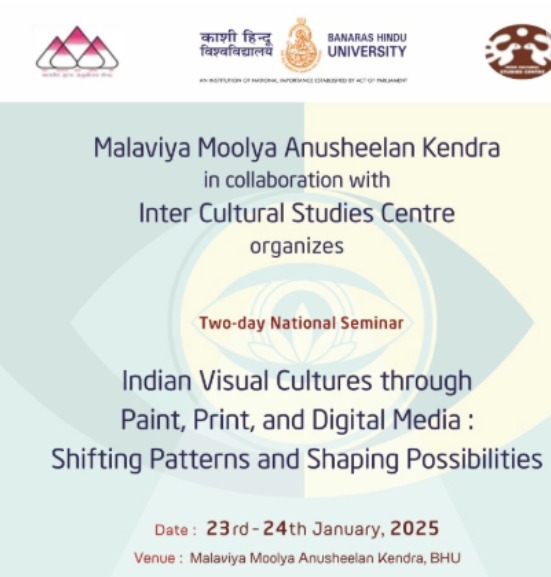 काशी हिन्दू
विश्वविद्यालय
BANARAS HINDU
UNIVERSITY
AN INSTITUTION OF NATIONAL IMPORTANCE ESTABLISHED BY ACT OF PARLIAMENT
STUDIES CENTRE
Malaviya Moolya Anusheelan Kendra
in collaboration with
Inter Cultural Studies Centre
organizes
Two-day National Seminar
Indian Visual Cultures through
Paint, Print, and Digital Media :
Shifting Patterns and Shaping Possibilities
Date : 23rd - 24th January, 2025
Venue : Malaviya Moolya Anusheelan Kendra, BHU